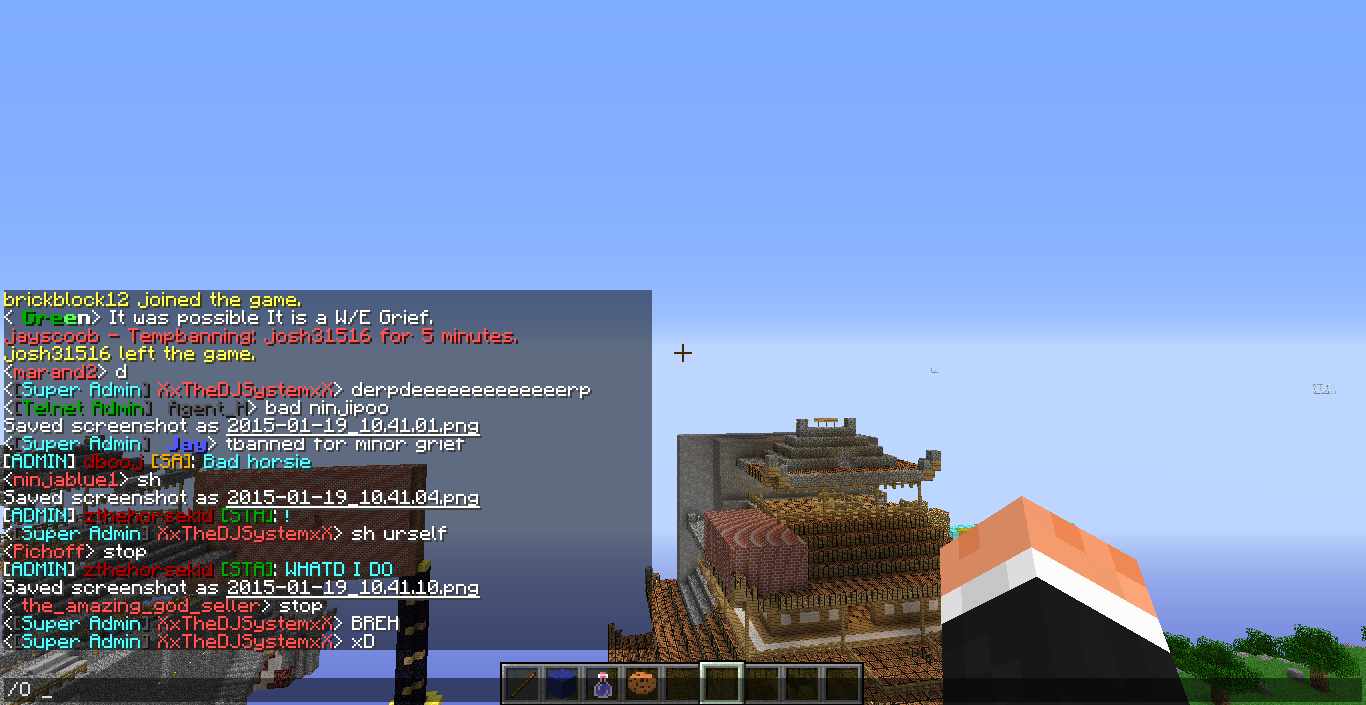 brickblock12 joined the game.
< Green> It was possible It is a W/E Grief.
jayscoob - Tempbanning: josh31516 for 5 minutes.
josh31516 left the game.
<marand2> d
<[Super Admin] XxTheDJSystemxX> derpdeeeeeeeeeeeeeerp
<[Telnet Admin] Agent_H> bad ninjipoo
Saved screenshot as 2015-01-19_10.41.01.png
<[Super Admin] Jay> tbanned for minor grief
[ADMIN] dbooj [SA]: Bad horsie
<ninjablue1> sh
Saved screenshot as 2015-01-19_10.41.04.png
[ADMIN] zthehorsekid [STA]: !
<[Super Admin] XxTheDJSystemxX> sh urself
<Pichoff> stop
[ADMIN] zthehorsekid [STA]: WHATD I DO
Saved screenshot as 2015-01-19_10.41.10.png
< the_amazing_god_seller> stop
<[Super Admin] XxTheDJSystemxX> BREH
<[Super Admin] XxTheDJSystemxX> xD
/O _